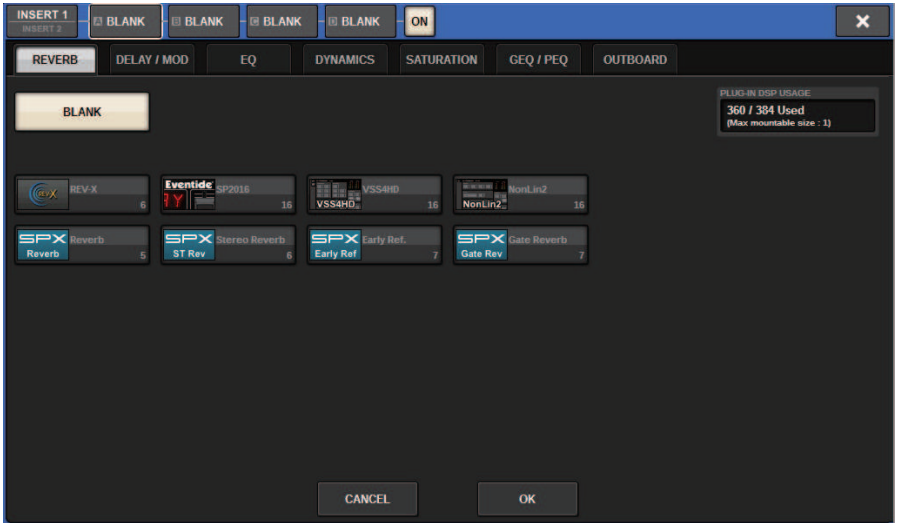 INSERT 1
INSERT 2
A BLANK
B BLANK
C BLANK
D BLANK
ON
REVERB DELAY / MOD EQ DYNAMICS SATURATION GEQ / PEQ OUTBOARD
BLANK
PLUG-IN DSP USAGE
360 / 384 Used
(Max mountable size : 1)
REV-X
REV-X
6
Eventide
SP2016
16
VSS4HD
VSS4HD
16
NonLin2
NonLin2
16
SPX
Reverb
Reverb
5
SPX
Stereo Reverb
ST Rev
6
SPX
Early Ref.
Early Ref
7
SPX
Gate Reverb
Gate Rev
7
CANCEL
OK